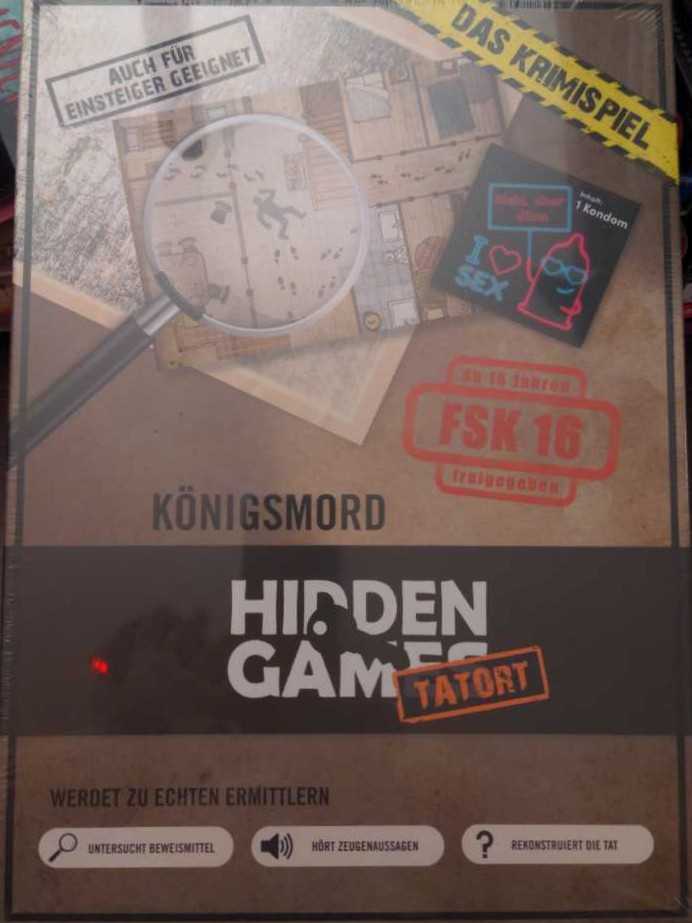 AUCH FÜR
EINSTEIGER GEEIGNET
DAS KRIMISPIEL
Inhalt:
1 Kondom
I
SEX
ab 16 Jahren
FSK 16
freigegeben
KÖNIGSMORD
HIDDEN
GAMES
TATORT
WERDET ZU ECHTEN ERMITTLERN
UNTERSUCHT BEWEISMITTEL
HÖRT ZEUGENAUSSAGEN
? REKONSTRUIERT DIE TAT